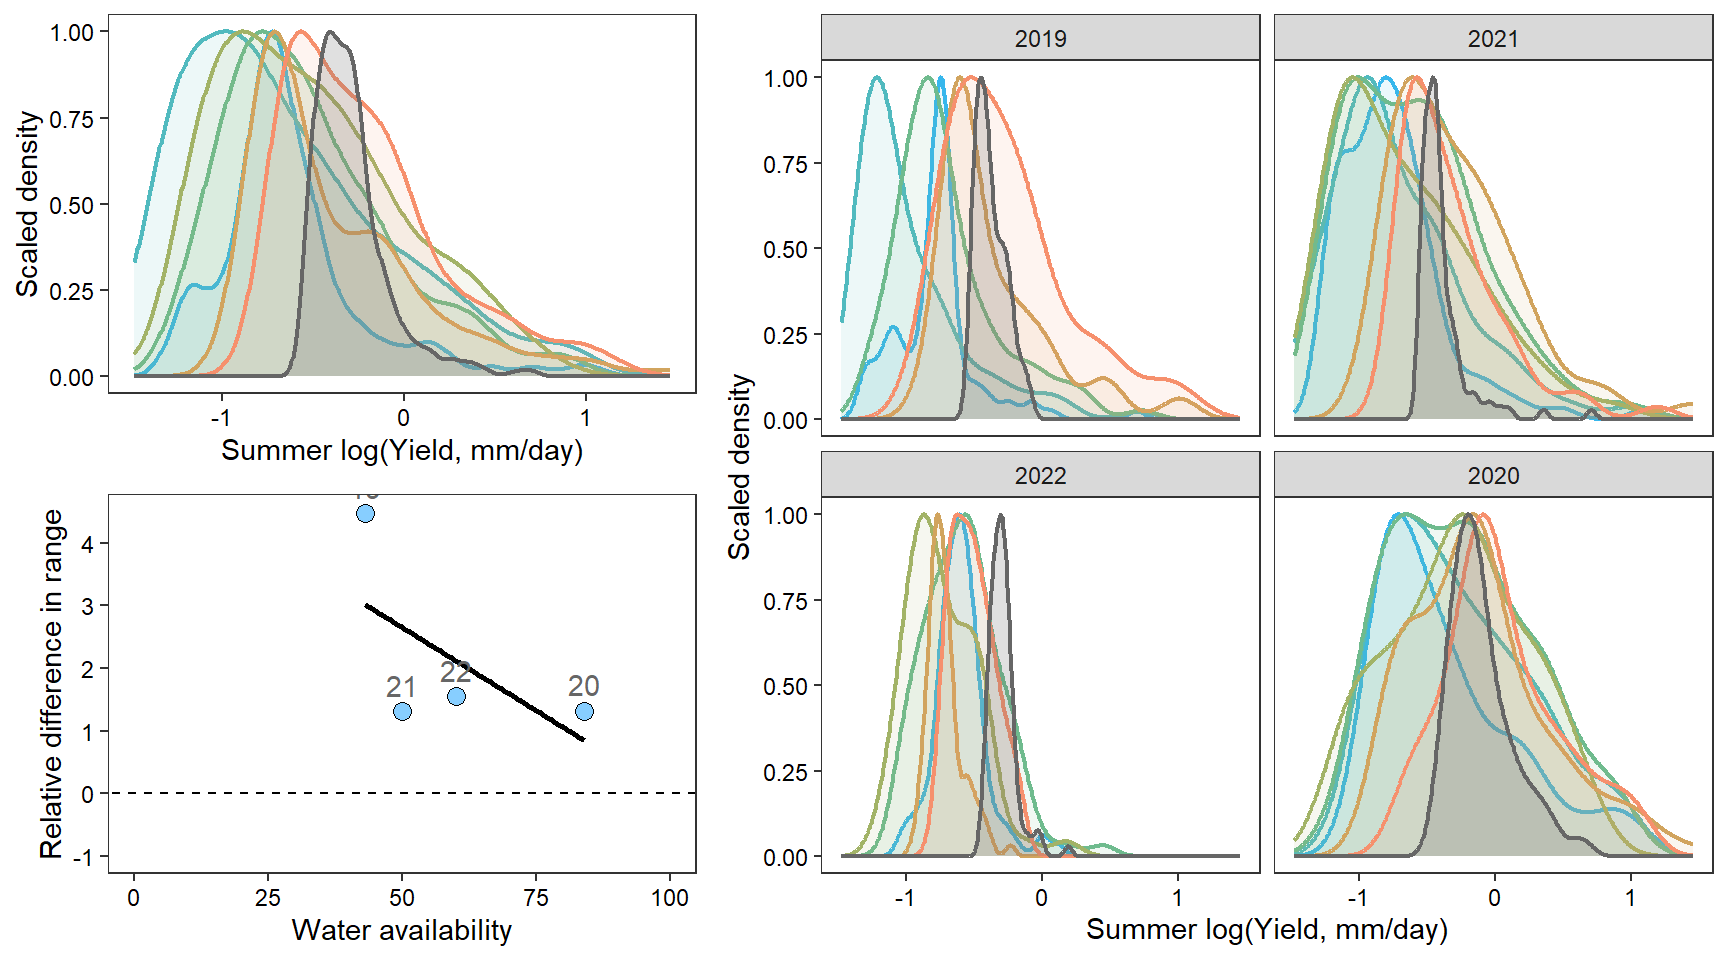 Scaled density
1.00
0.75
0.50
0.25
0.00
-1 0 1
Summer log(Yield, mm/day)
Relative difference in range
4
3
2
1
0
-1
21
22
20
0 25 50 75 100
Water availability
Scaled density
2019
2021
1.00
0.75
0.50
0.25
0.00
2022
2020
1.00
0.75
0.50
0.25
0.00
-1 0 1
-1 0 1
Summer log(Yield, mm/day)